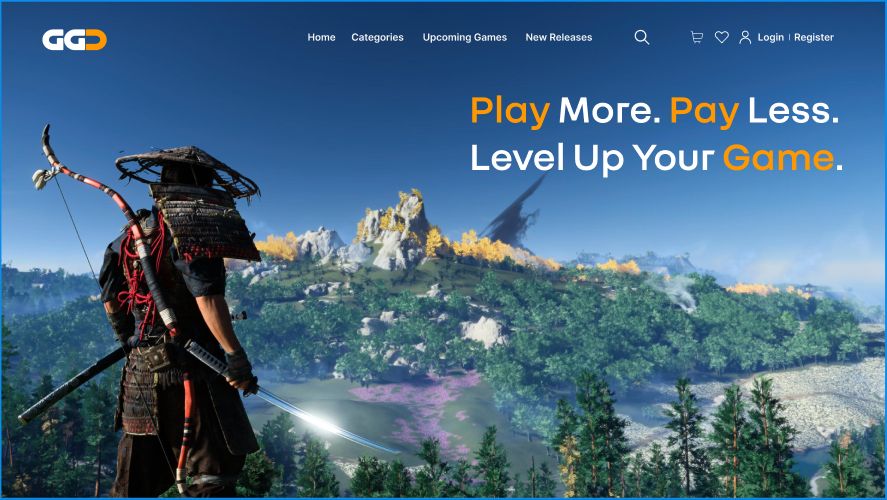 GGD
Home Categories Upcoming Games New Releases Login | Register
Play More. Pay Less.
Level Up Your Game.